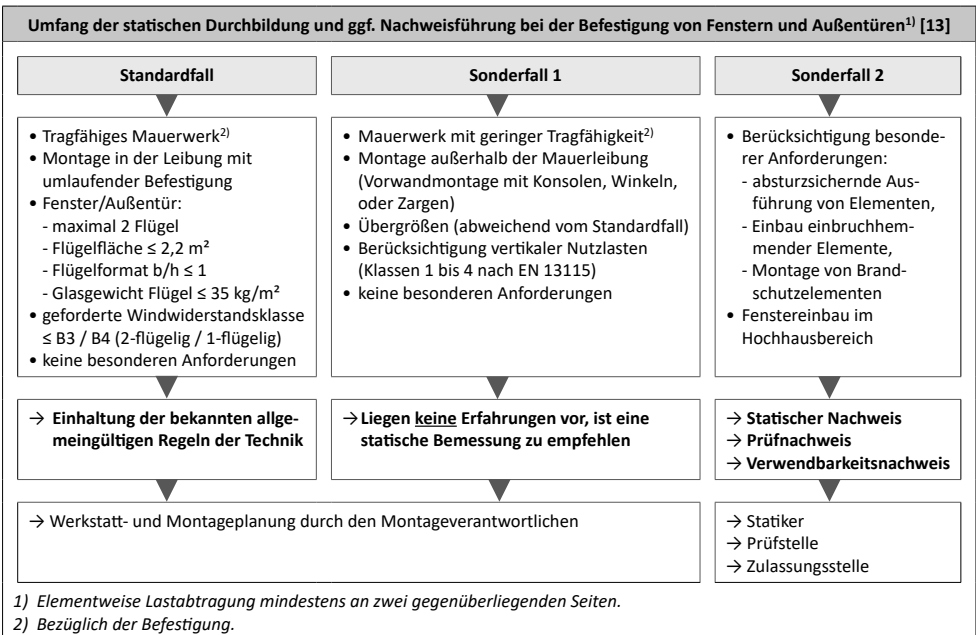 Umfang der statischen Durchbildung und ggf. Nachweisführung bei der Befestigung von Fenstern und Außentüren1) [13]
Standardfall
• Tragfähiges Mauerwerk2)
• Montage in der Leibung mit
umlaufender Befestigung
• Fenster/Außentür:
- maximal 2 Flügel
- Flügelfläche ≤ 2,2 m²
- Flügelformat b/h ≤ 1
- Glasgewicht Flügel ≤ 35 kg/m²
• geforderte Windwiderstandsklasse
≤ B3 / B4 (2-flügelig / 1-flügelig)
• keine besonderen Anforderungen
→ Einhaltung der bekannten allge-
meingültigen Regeln der Technik
Sonderfall 1
• Mauerwerk mit geringer Tragfähigkeit2)
• Montage außerhalb der Mauerleibung
(Vorwandmontage mit Konsolen, Winkeln,
oder Zargen)
• Übergrößen (abweichend vom Standardfall)
• Berücksichtigung vertikaler Nutzlasten
(Klassen 1 bis 4 nach EN 13115)
• keine besonderen Anforderungen
→ Liegen keine Erfahrungen vor, ist eine
statische Bemessung zu empfehlen
→ Werkstatt- und Montageplanung durch den Montageverantwortlichen
Sonderfall 2
• Berücksichtigung besonde-
rer Anforderungen:
- absturzsichernde Aus-
führung von Elementen,
- Einbau einbruchhem-
mender Elemente,
- Montage von Brand-
schutzelementen
• Fenstereinbau im
Hochhausbereich
→ Statischer Nachweis
→ Prüfnachweis
→ Verwendbarkeitsnachweis
→ Statiker
→ Prüfstelle
→ Zulassungsstelle
1) Elementweise Lastabtragung mindestens an zwei gegenüberliegenden Seiten.
2) Bezüglich der Befestigung.